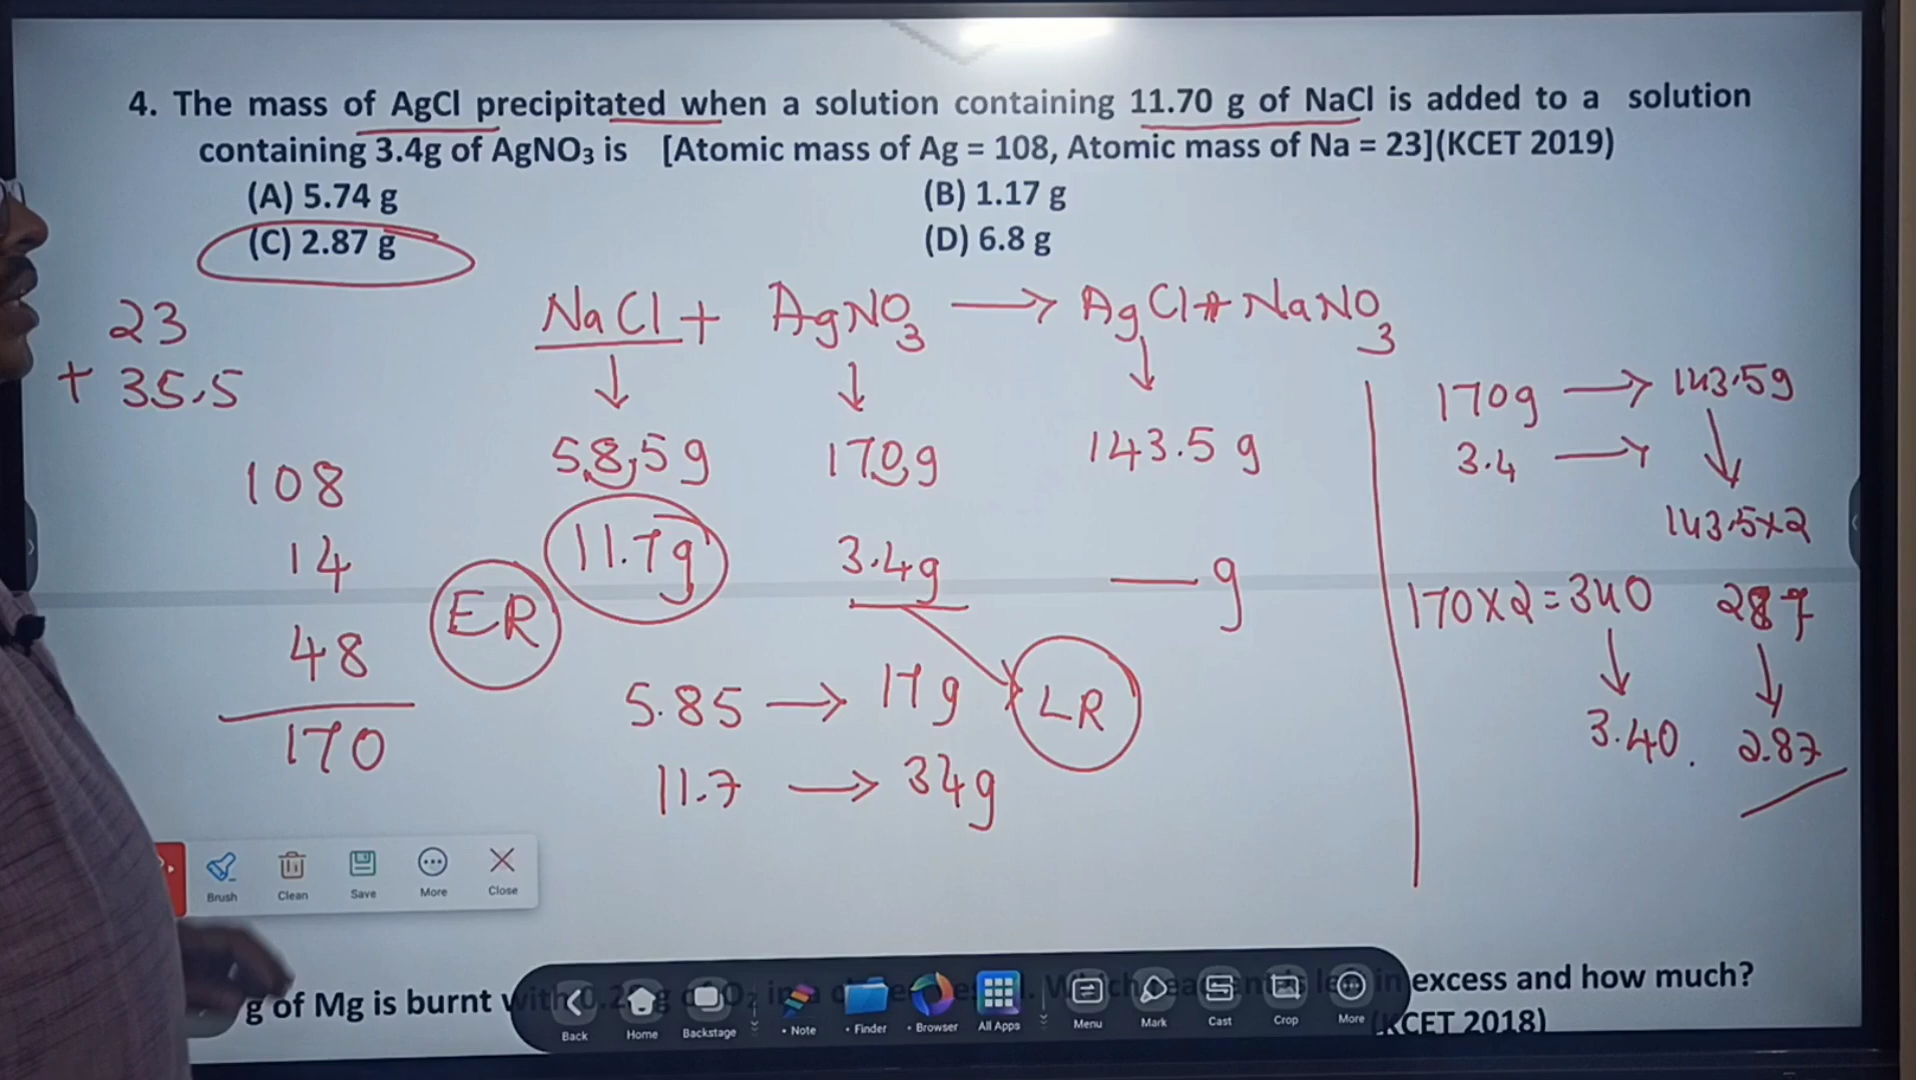 4. The mass of AgCl precipitated when a solution containing 11.70 g of NaCl is added to a solution
containing 3.4g of AgNO3 is [Atomic mass of Ag = 108, Atomic mass of Na = 23](KCET 2019)
(A) 5.74 g
(B) 1.17 g
(C) 2.87 g
(D) 6.8 g
NaCl + AgNO3 → AgCl + NaNO3
23
+ 35.5
58.5g 170g 143.5 g
170g → 143.5g
3.4 →
108
14
48
170
11.7g 3.4g — g
143.5×2
ER
170×2=340 287
5.85 → 17g LR
11.7 → 34g
3.40. 2.87
Brush Clean Save More Close
g of Mg is burnt in excess and how much?
(KCET 2018)
Back Home Backstage Note Finder Browser All Apps Menu Mark Cast Crop More